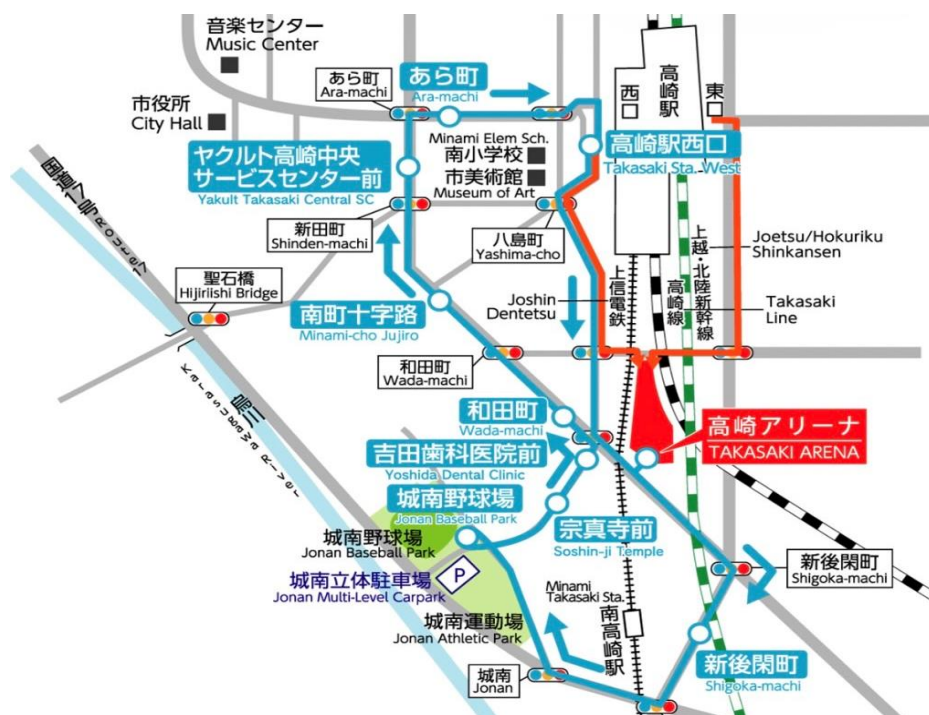 音楽センター
Music Center
市役所
City Hall
あら町
Ara-machi
あら町
Ara-machi
西口
高崎駅
東口
Minami Elem Sch.
南小学校
市美術館
Museum of Art
高崎駅西口
Takasaki Sta. West
ヤクルト高崎中央
サービスセンター前
Yakult Takasaki Central SC
国道17号
Route17
新田町
Shinden-machi
八島町
Yashima-cho
聖石橋
Hijiriishi Bridge
南町十字路
Minami-cho Jujiro
Joshin
Dentetsu
上信電鉄
高崎線
上越・北陸新幹線
Joetsu/Hokuriku
Shinkansen
Takasaki
Line
和田町
Wada-machi
烏川
Karasugawa River
和田町
Wada-machi
高崎アリーナ
TAKASAKI ARENA
吉田歯科医院前
Yoshida Dental Clinic
城南野球場
Jonan Baseball Park
宗真寺前
Soshin-ji Temple
城南野球場
Jonan Baseball Park
城南立体駐車場
Jonan Multi-Level Carpark
P
城南運動場
Jonan Athletic Park
Minami
Takasaki Sta.
南高崎駅
新後閑町
Shigoka-machi
新後閑町
Shigoka-machi
城南
Jonan